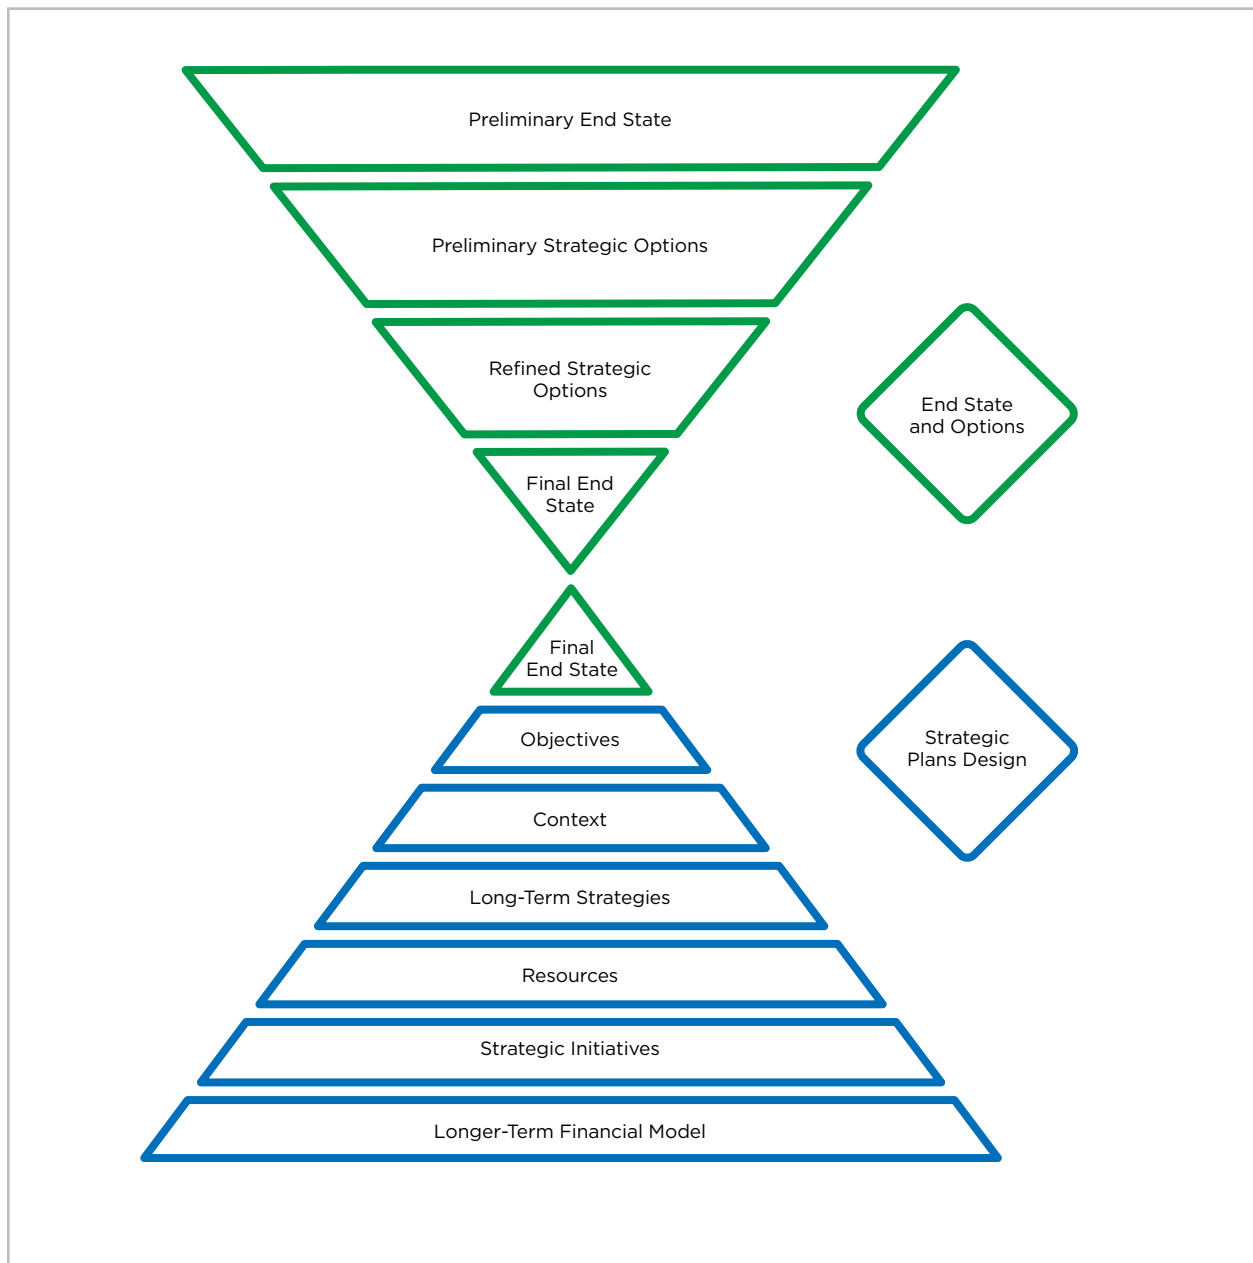 Preliminary End State
Preliminary Strategic Options
Refined Strategic
Options
Final End
State
End State
and Options
Final
End State
Objectives
Context
Long-Term Strategies
Resources
Strategic Initiatives
Longer-Term Financial Model
Strategic
Plans Design